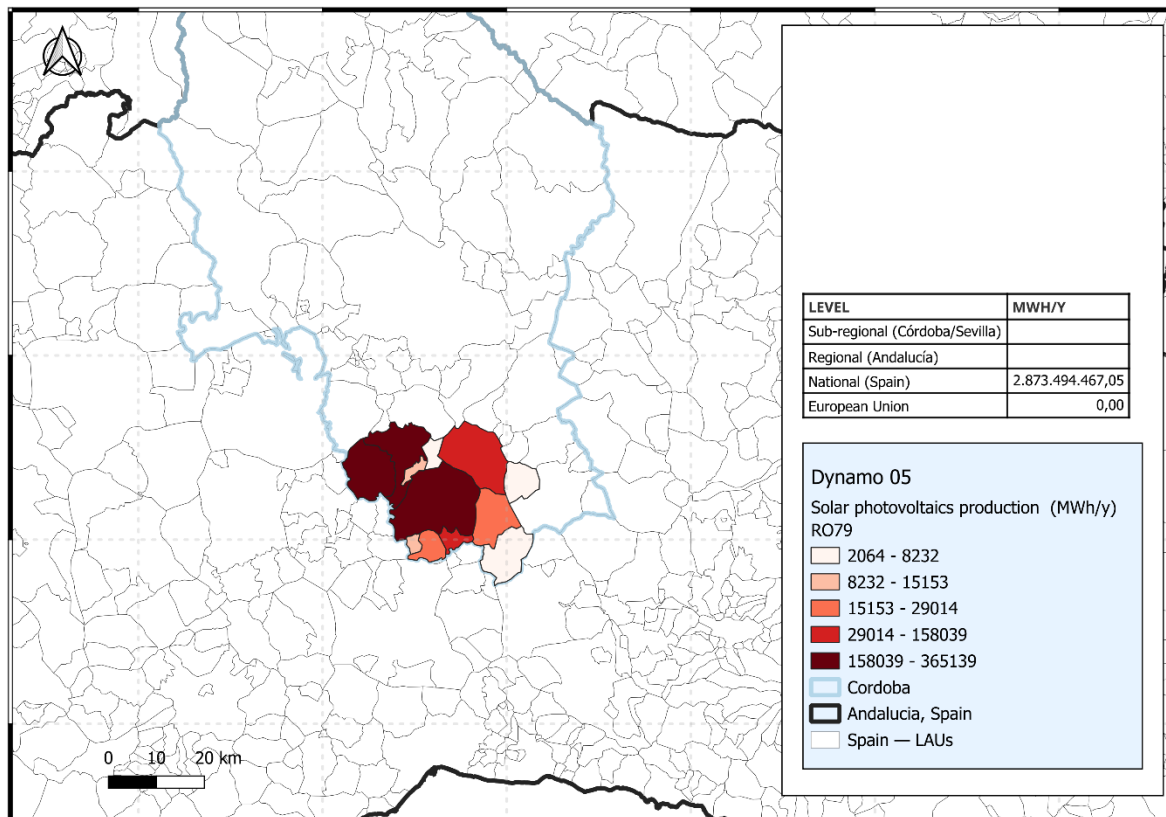 LEVEL MWH/Y
Sub-regional (Córdoba/Sevilla)
Regional (Andalucía)
National (Spain) 2.873.494.467,05
European Union 0,00
Dynamo 05
Solar photovoltaics production (MWh/y)
RO79
2064 - 8232
8232 - 15153
15153 - 29014
29014 - 158039
158039 - 365139
Cordoba
Andalucia, Spain
Spain — LAUs
0 10 20 km